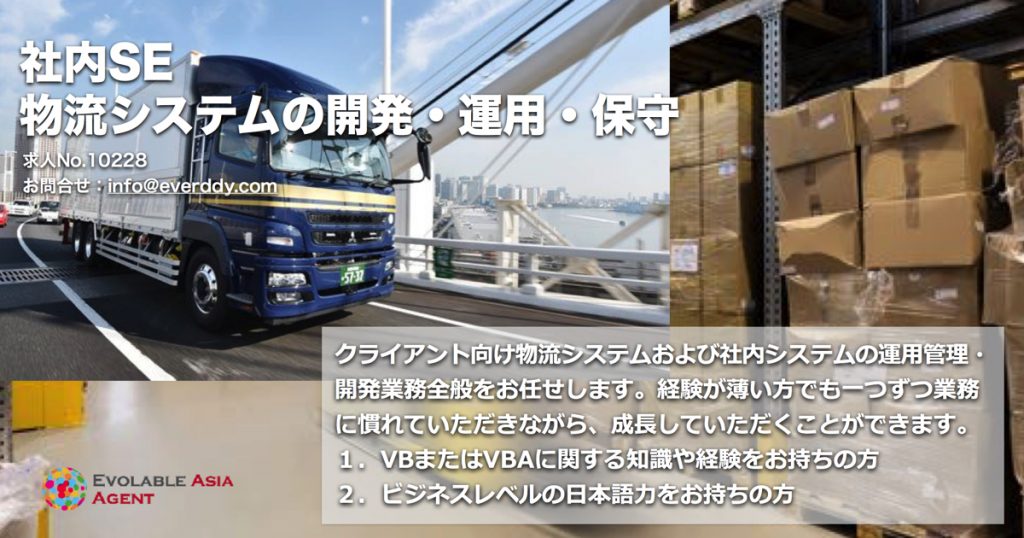 社内SE
物流システムの開発・運用・保守
求人No.10228
お問合せ：info@everddy.com
57-37
クライアント向け物流システムおよび社内システムの運用管理・
開発業務全般をお任せします。経験が薄い方でも一つずつ業務
に慣れていただきながら、成長していただくことができます。
１．VBまたはVBAに関する知識や経験をお持ちの方
２．ビジネスレベルの日本語力をお持ちの方
EVOLABLE ASIA
AGENT